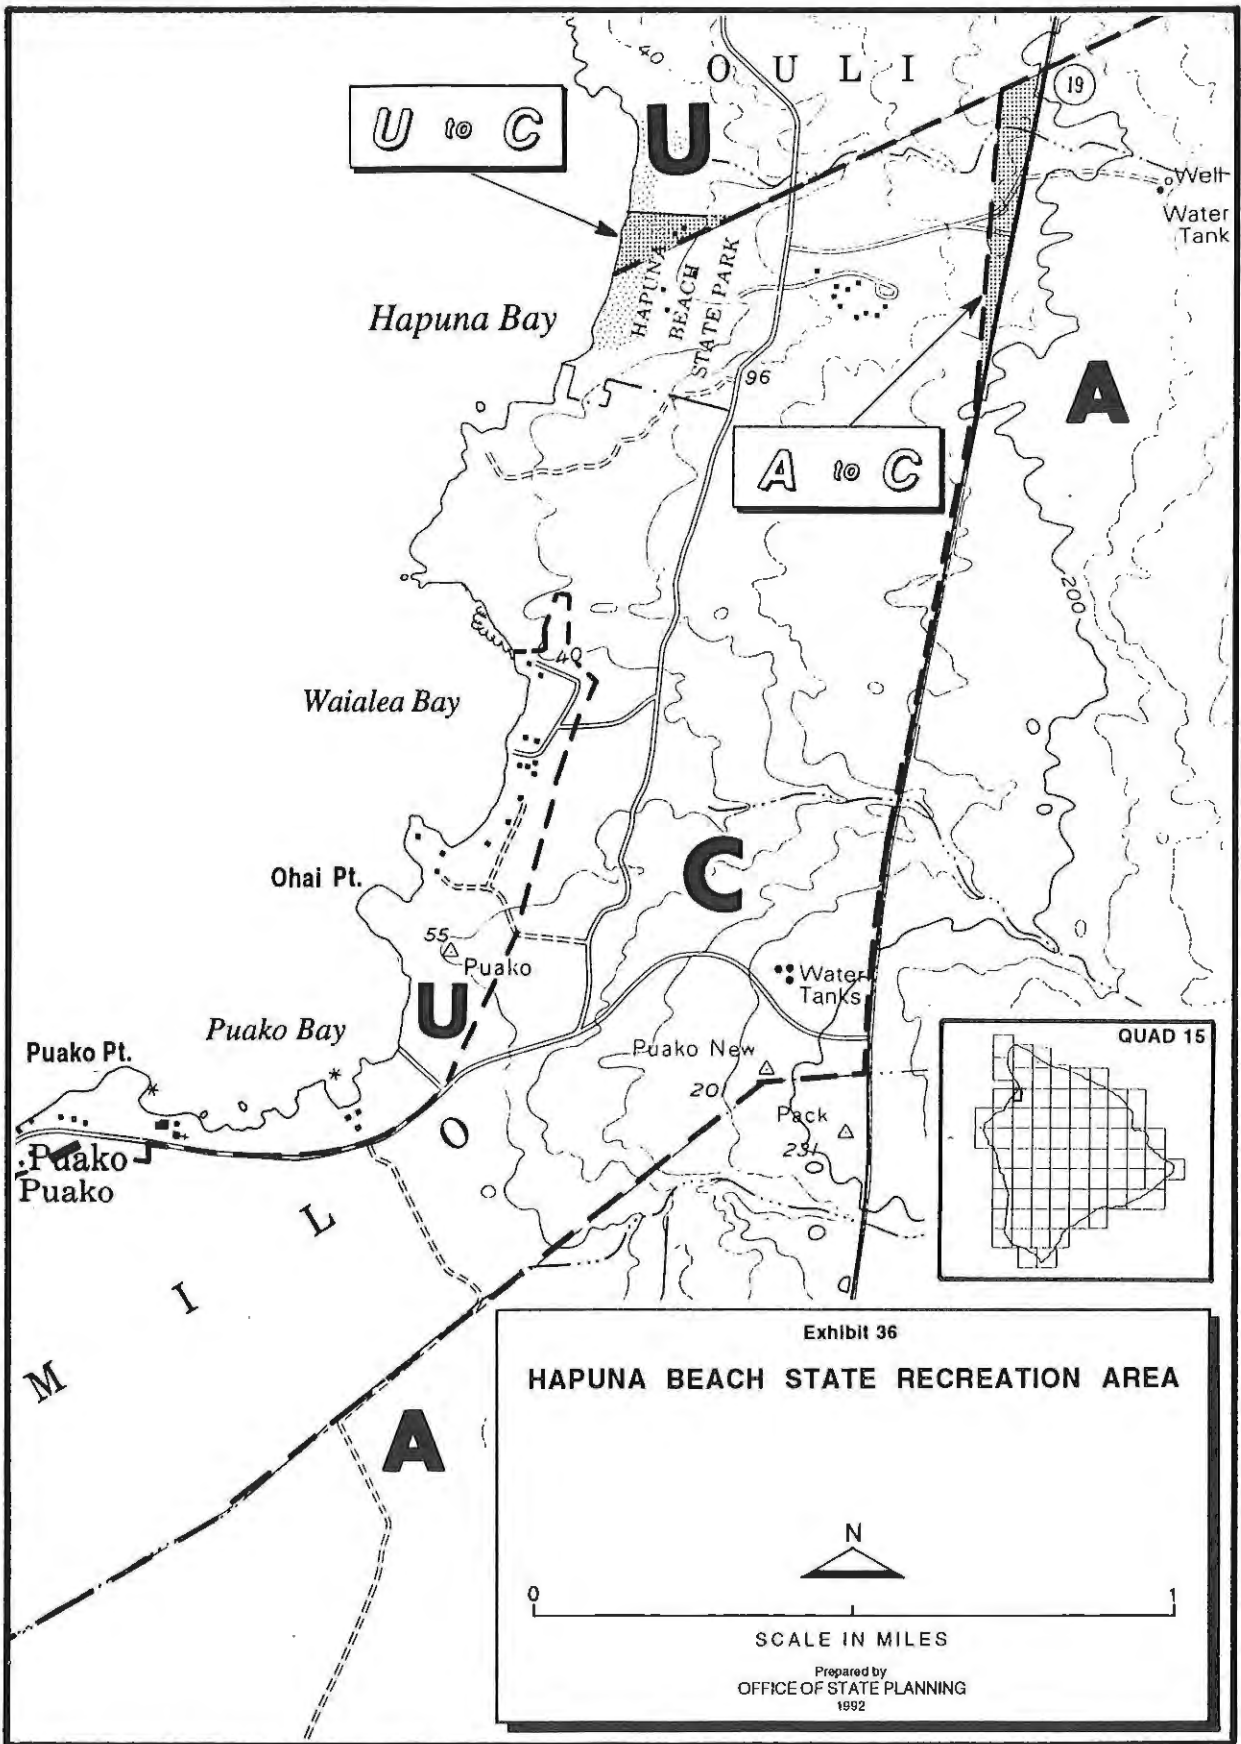 40
O U L I
19
U to C
U
Well
Water
Tank
HAPUNA
BEACH
STATE PARK
Hapuna Bay
96
A
A to C
200
40
Waialea Bay
C
Ohai Pt.
55
Puako
Water
Tanks
U
Puako Bay
QUAD 15
Puako Pt.
Puako New
20
Pack
231
Puako
Puako
M I L O
A
Exhibit 36
HAPUNA BEACH STATE RECREATION AREA
N
0 1
SCALE IN MILES
Prepared by
OFFICE OF STATE PLANNING
1992